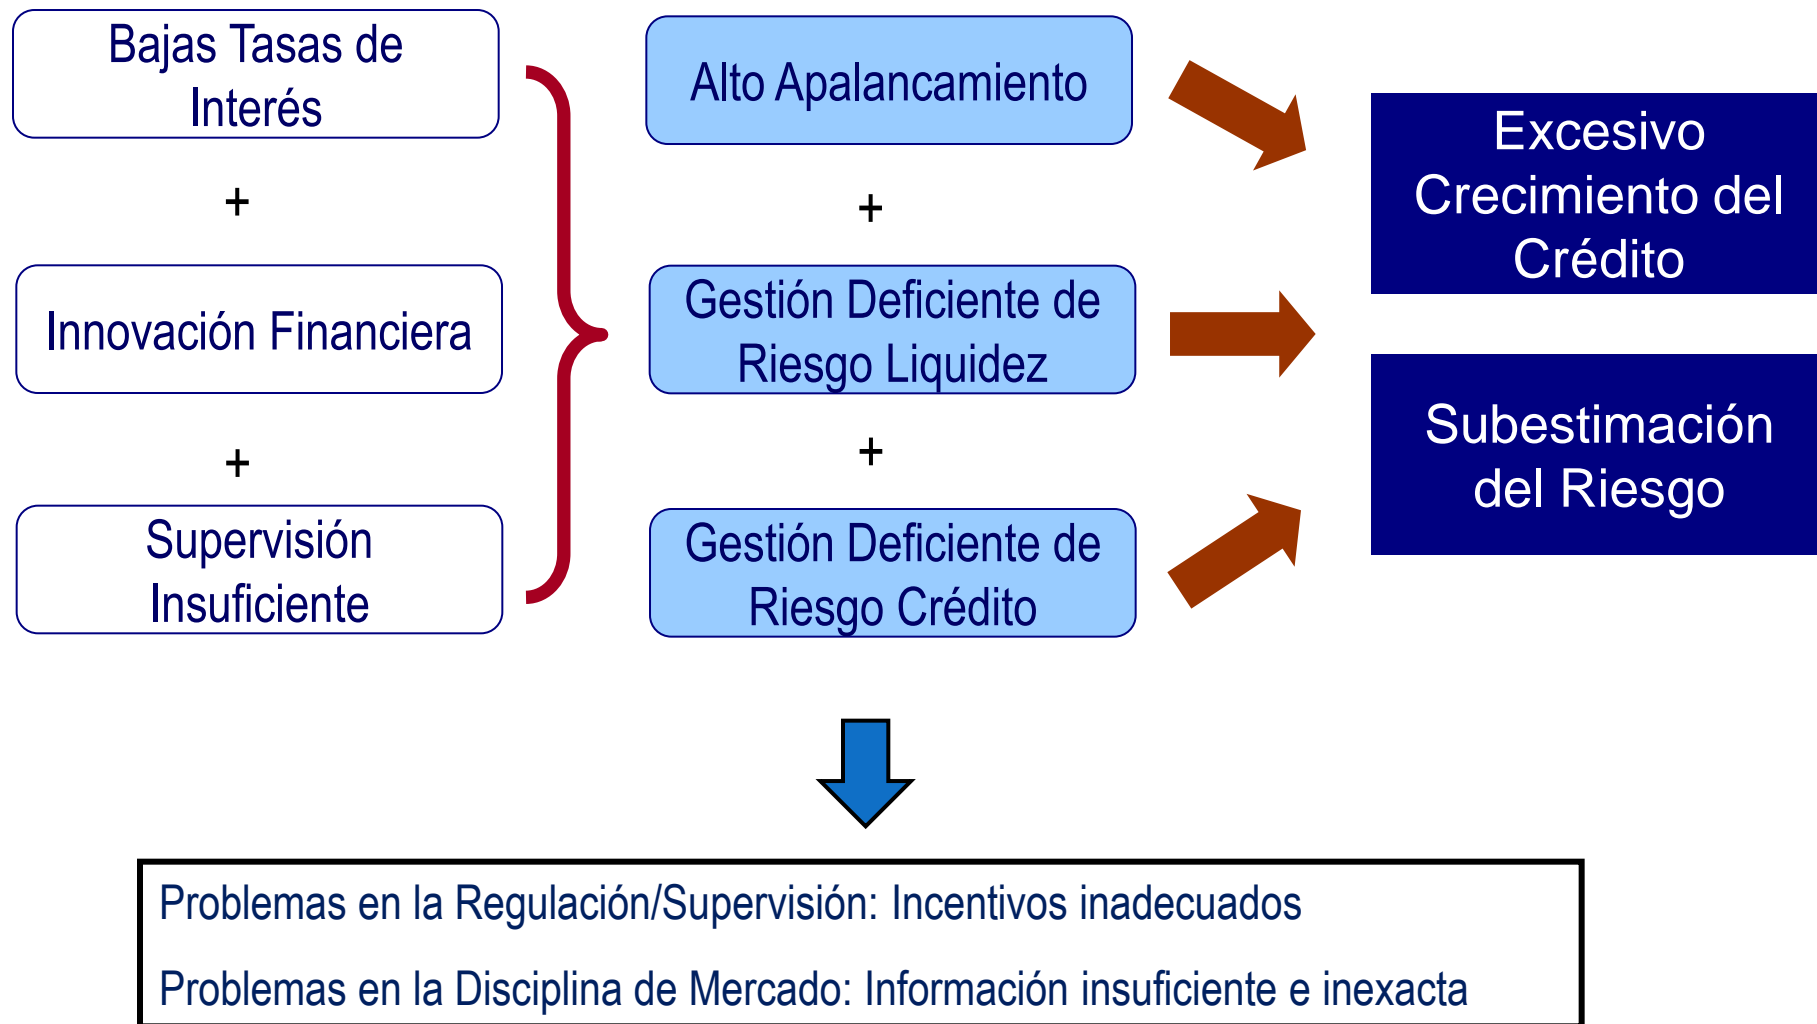 Bajas Tasas de
Interés
+
Innovación Financiera
+
Supervisión
Insuficiente
Alto Apalancamiento
+
Gestión Deficiente de
Riesgo Liquidez
+
Gestión Deficiente de
Riesgo Crédito
Excesivo
Crecimiento del
Crédito
Subestimación
del Riesgo
Problemas en la Regulación/Supervisión: Incentivos inadecuados
Problemas en la Disciplina de Mercado: Información insuficiente e inexacta